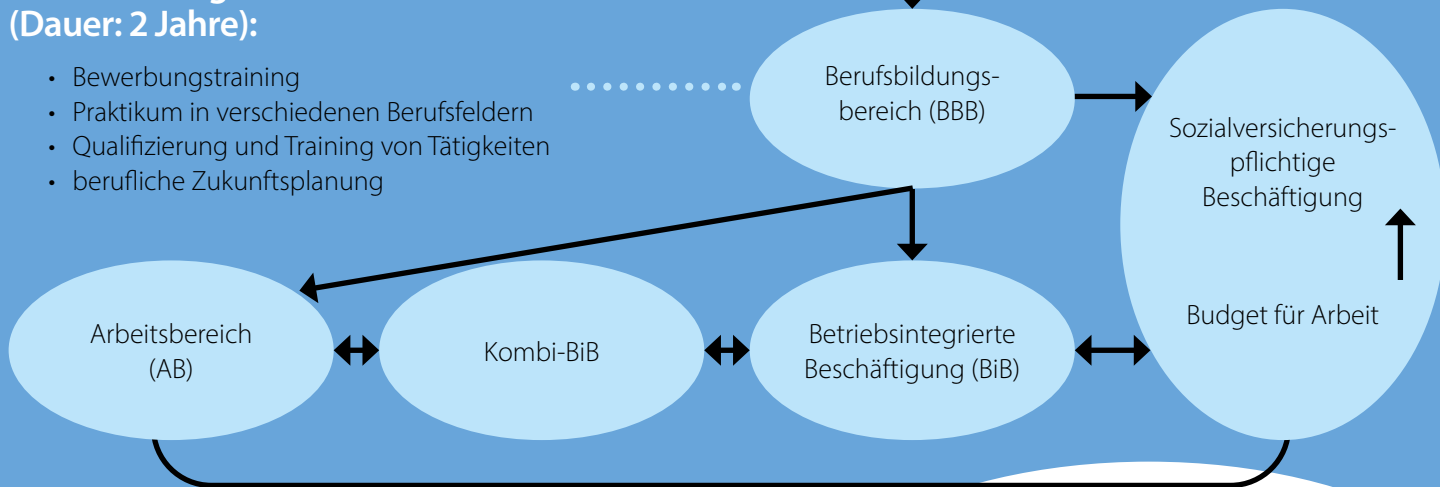 (Dauer: 2 Jahre):
• Bewerbungstraining
• Praktikum in verschiedenen Berufsfeldern
• Qualifizierung und Training von Tätigkeiten
• berufliche Zukunftsplanung
Berufsbildungs-
bereich (BBB)
Sozialversicherungs-
pflichtige
Beschäftigung
Budget für Arbeit
Arbeitsbereich
(AB)
Kombi-BiB
Betriebsintegrierte
Beschäftigung (BiB)